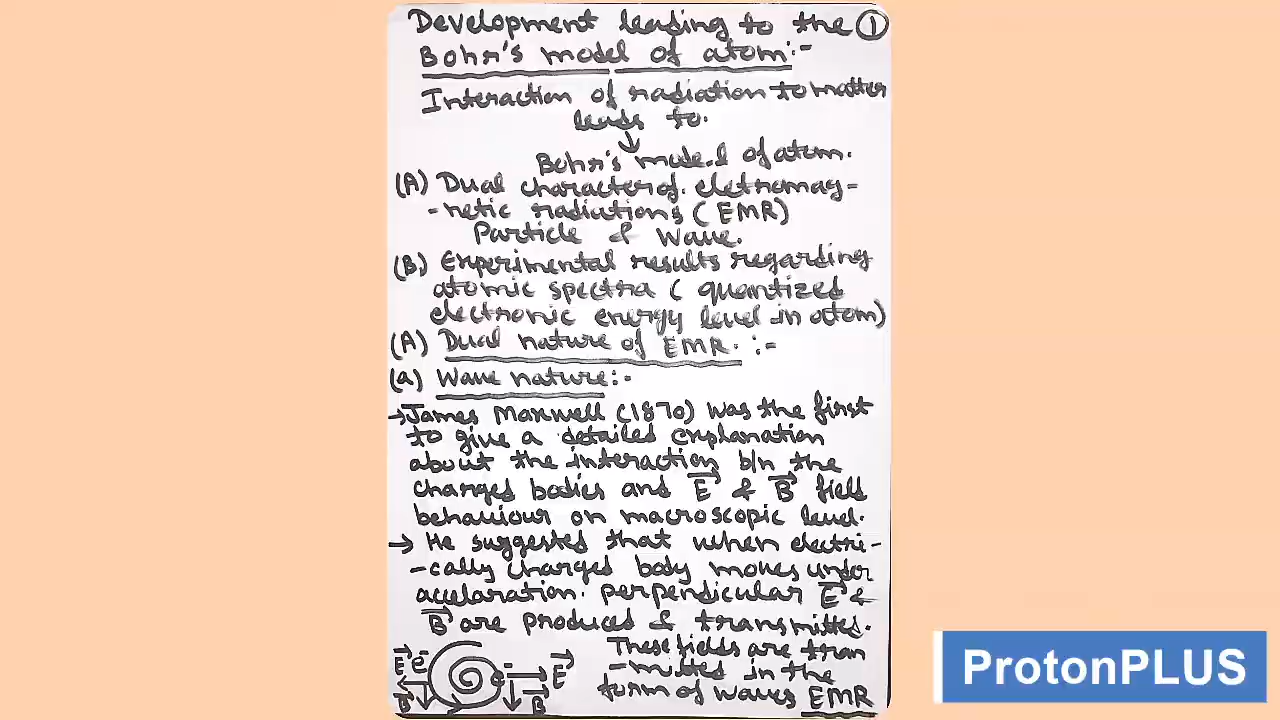 Development leading to the ①
Bohr's model of atom:-
Interaction of radiation to matter
leads to.
↓
Bohr's model of atom.
(A) Dual character of. eletromag-
-netic radiations (EMR)
Particle & Wave.
(B) Experimental results regarding
atomic spectra ( quantized
electronic energy level in atom)
(A) Dual nature of EMR. :-
(a) Wave nature:-
→James Maxwell (1870) was the first
to give a detailed explanation
about the interaction b/n the
charged bodies and E & B field
behaviour on macroscopic level.
→ He suggested that when electri-
-cally charged body moves under
accelaration. perpendicular E &
B are produced & transmitted.
These fields are tran
-mitted in the
form of waves EMR
E e- e- E
B B
ProtonPLUS